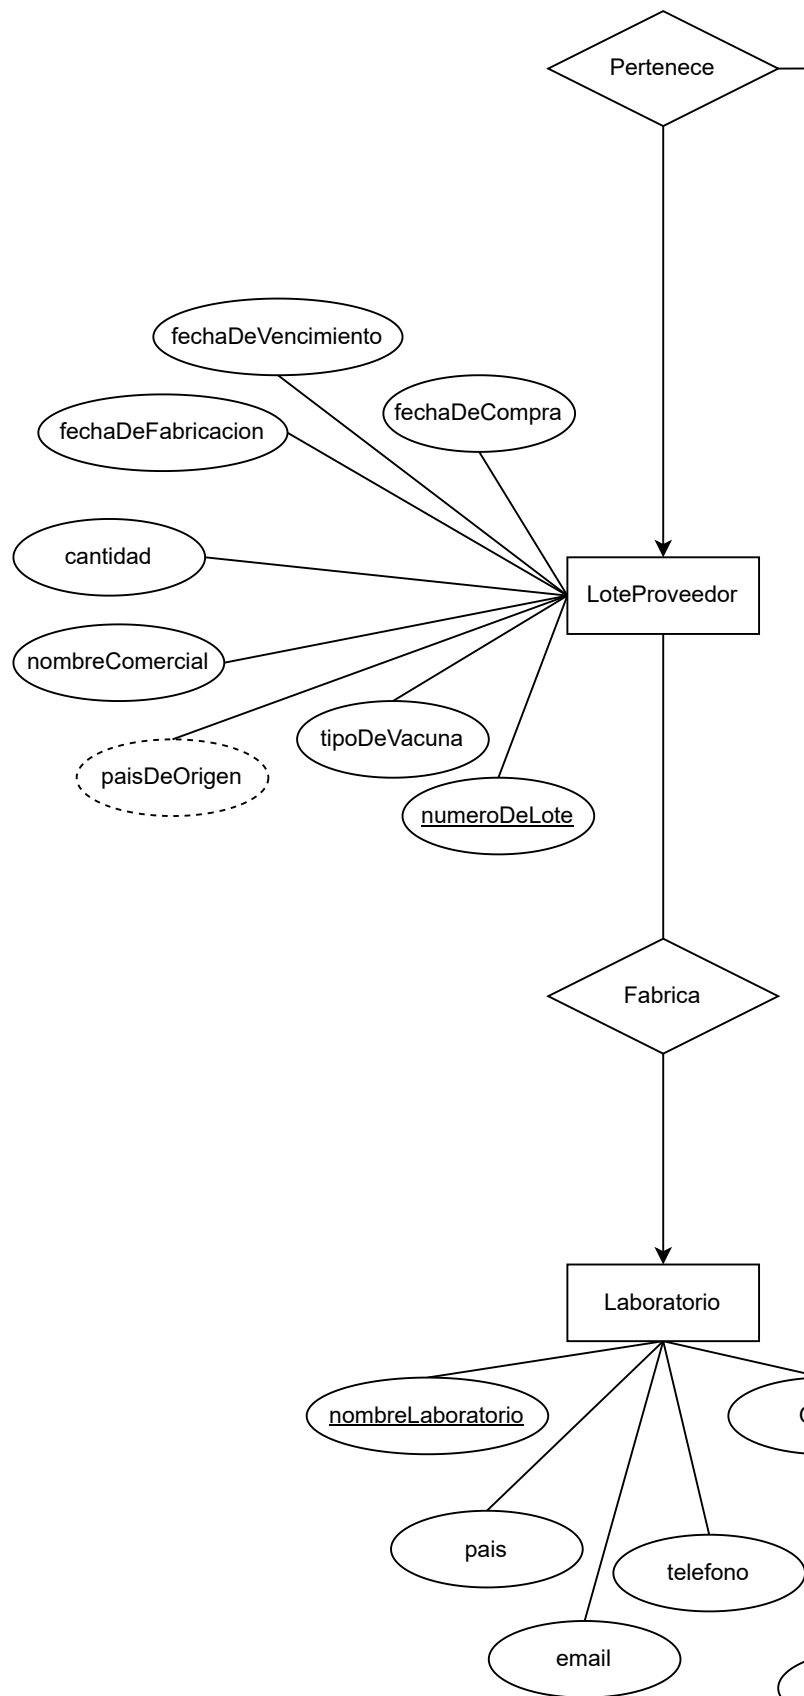 Pertenece
fechaDeVencimiento
fechaDeCompra
fechaDeFabricacion
cantidad
LoteProveedor
nombreComercial
tipoDeVacuna
paisDeOrigen
numeroDeLote
Fabrica
Laboratorio
nombreLaboratorio
pais
telefono
email